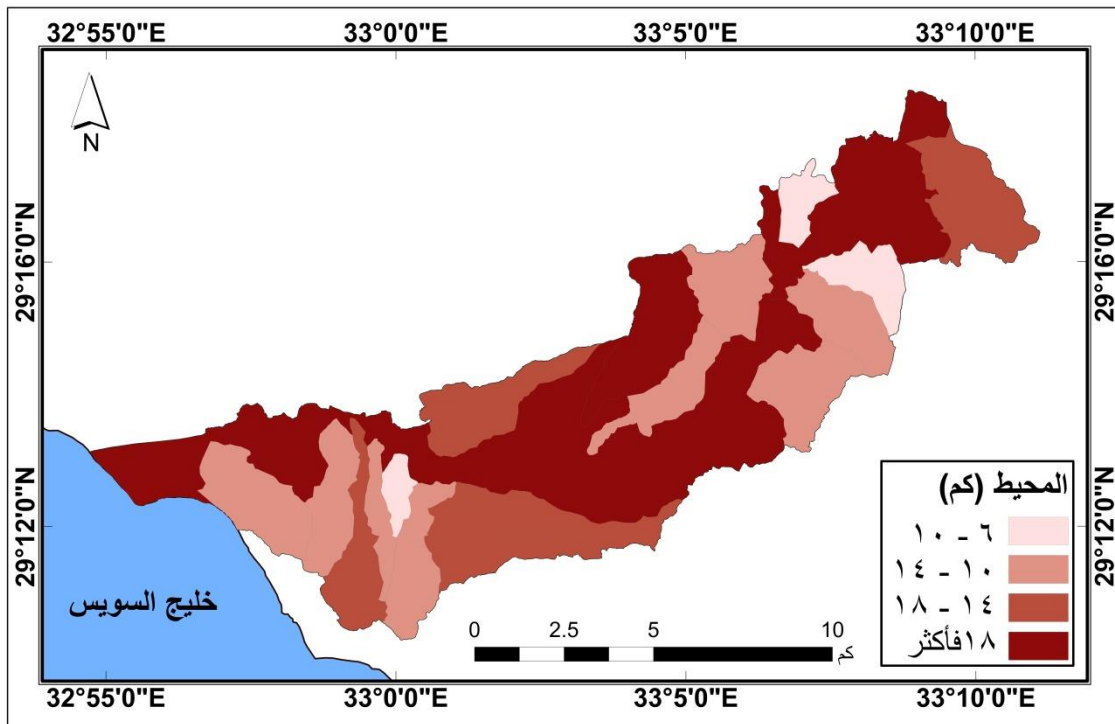 32°55'0"E 33°0'0"E 33°5'0"E 33°10'0"E
N
29°16'0"N 29°16'0"N
29°12'0"N 29°12'0"N
المحيط (كم)
٦ - ١٠
١٠ - ١٤
١٤ - ١٨
١٨فأكثر
خليج السويس
0 2.5 5 10
كم
32°55'0"E 33°0'0"E 33°5'0"E 33°10'0"E